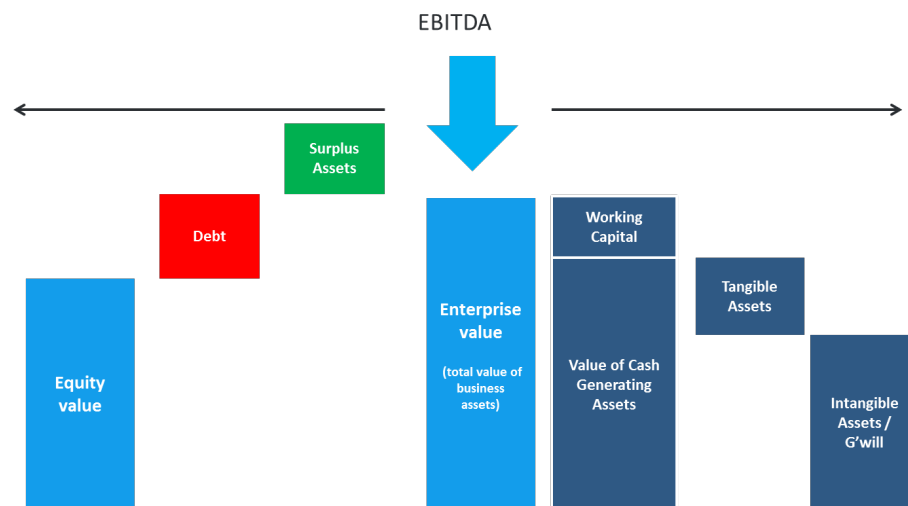 EBITDA
Surplus
Assets
Debt
Equity
value
Enterprise
value
(total value of
business
assets)
Working
Capital
Value of Cash
Generating
Assets
Tangible
Assets
Intangible
Assets /
G'will